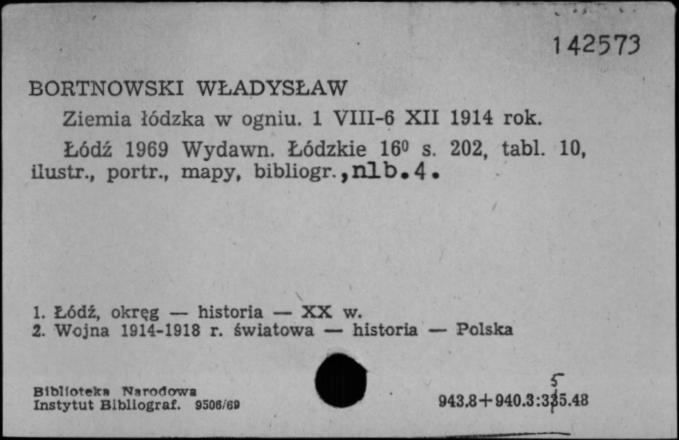 142573
BORTNOWSKI WŁADYSŁAW
Ziemia łódzka w ogniu. 1 VIII-6 XII 1914 rok.
Łódź 1969 Wydawn. Łódzkie 16⁰ s. 202, tabl. 10,
ilustr., portr., mapy, bibliogr.,nlb.4.
1. Łódź, okręg — historia — XX w.
2. Wojna 1914-1918 r. światowa — historia — Polska
5
Biblioteka Narodowa
Instytut Bibliograf. 9506/69
943.8+940.3:335.48